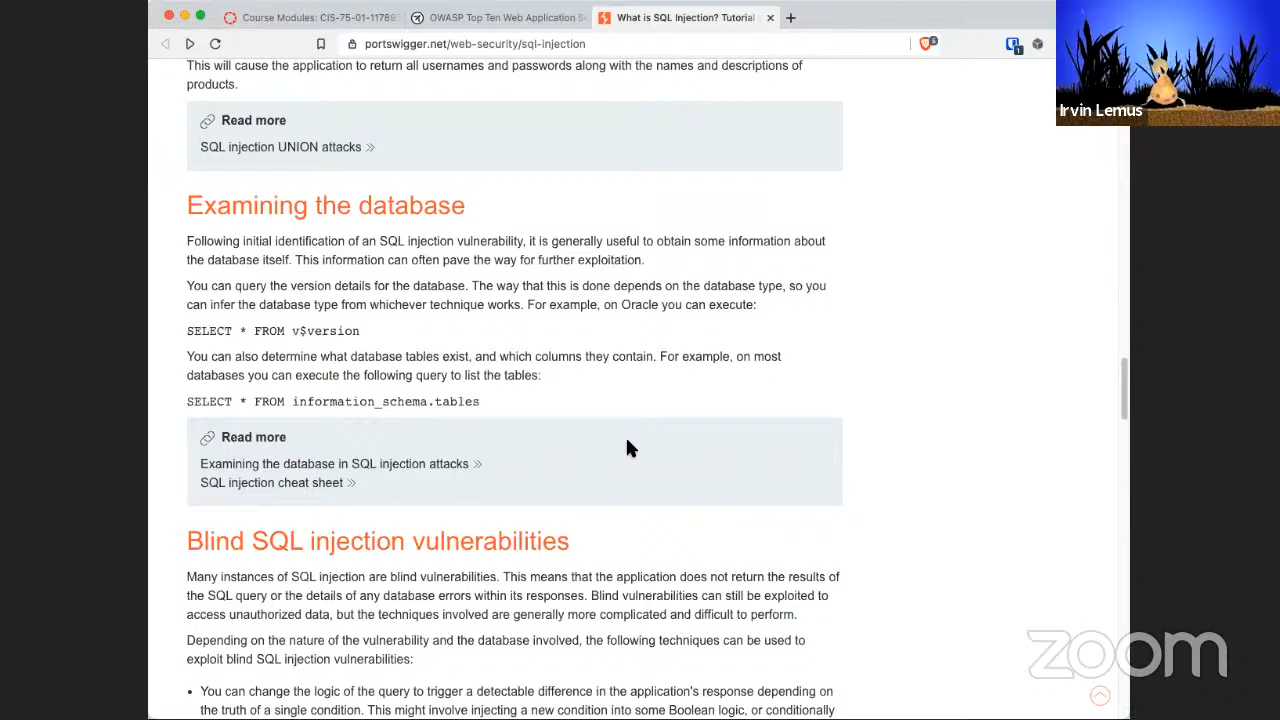 Course Modules: CIS-75-01-11789
OWASP Top Ten Web Application S
What is SQL Injection? Tutorial
portswigger.net/web-security/sql-injection
This will cause the application to return all usernames and passwords along with the names and descriptions of
products.
Irvin Lemus
Read more
SQL injection UNION attacks »
Examining the database
Following initial identification of an SQL injection vulnerability, it is generally useful to obtain some information about
the database itself. This information can often pave the way for further exploitation.
You can query the version details for the database. The way that this is done depends on the database type, so you
can infer the database type from whichever technique works. For example, on Oracle you can execute:
SELECT * FROM v$version
You can also determine what database tables exist, and which columns they contain. For example, on most
databases you can execute the following query to list the tables:
SELECT * FROM information_schema.tables
Read more
Examining the database in SQL injection attacks »
SQL injection cheat sheet »
Blind SQL injection vulnerabilities
Many instances of SQL injection are blind vulnerabilities. This means that the application does not return the results of
the SQL query or the details of any database errors within its responses. Blind vulnerabilities can still be exploited to
access unauthorized data, but the techniques involved are generally more complicated and difficult to perform.
Depending on the nature of the vulnerability and the database involved, the following techniques can be used to
exploit blind SQL injection vulnerabilities:
• You can change the logic of the query to trigger a detectable difference in the application's response depending on
the truth of a single condition. This might involve injecting a new condition into some Boolean logic, or conditionally
zoom